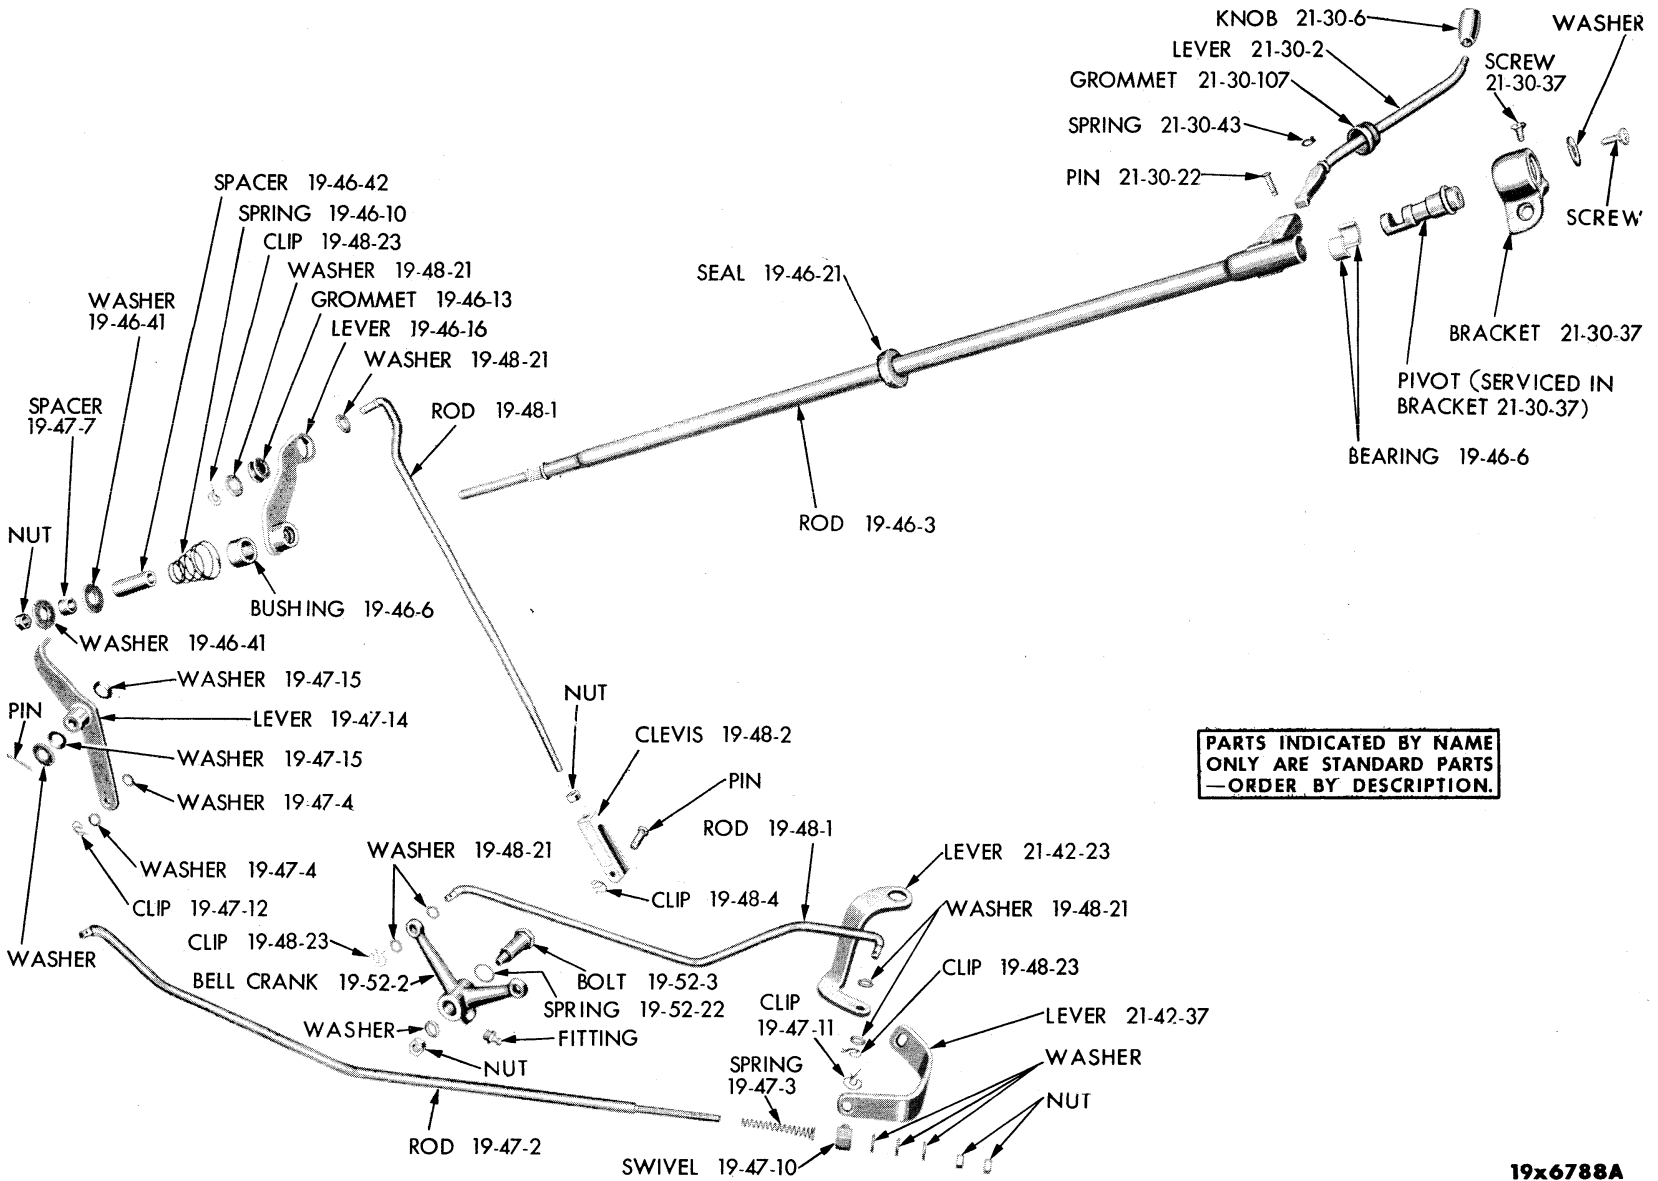 KNOB 21-30-6
WASHER
LEVER 21-30-2
SCREW
21-30-37
GROMMET 21-30-107
SPRING 21-30-43
PIN 21-30-22
SCREW
SPACER 19-46-42
SPRING 19-46-10
CLIP 19-48-23
WASHER 19-48-21
SEAL 19-46-21
WASHER
19-46-41
GROMMET 19-46-13
LEVER 19-46-16
BRACKET 21-30-37
WASHER 19-48-21
PIVOT (SERVICED IN
BRACKET 21-30-37)
SPACER
19-47-7
ROD 19-48-1
BEARING 19-46-6
ROD 19-46-3
NUT
BUSHING 19-46-6
WASHER 19-46-41
WASHER 19-47-15
NUT
PIN
LEVER 19-47-14
CLEVIS 19-48-2
PARTS INDICATED BY NAME
ONLY ARE STANDARD PARTS
—ORDER BY DESCRIPTION.
WASHER 19-47-15
PIN
WASHER 19-47-4
ROD 19-48-1
WASHER 19-48-21
LEVER 21-42-23
WASHER 19-47-4
CLIP 19-48-4
CLIP 19-47-12
WASHER 19-48-21
CLIP 19-48-23
WASHER
BELL CRANK 19-52-2
BOLT 19-52-3
CLIP 19-48-23
SPRING 19-52-22
CLIP
19-47-11
LEVER 21-42-37
WASHER
FITTING
NUT
SPRING
19-47-3
WASHER
NUT
ROD 19-47-2
SWIVEL 19-47-10
19x6788A